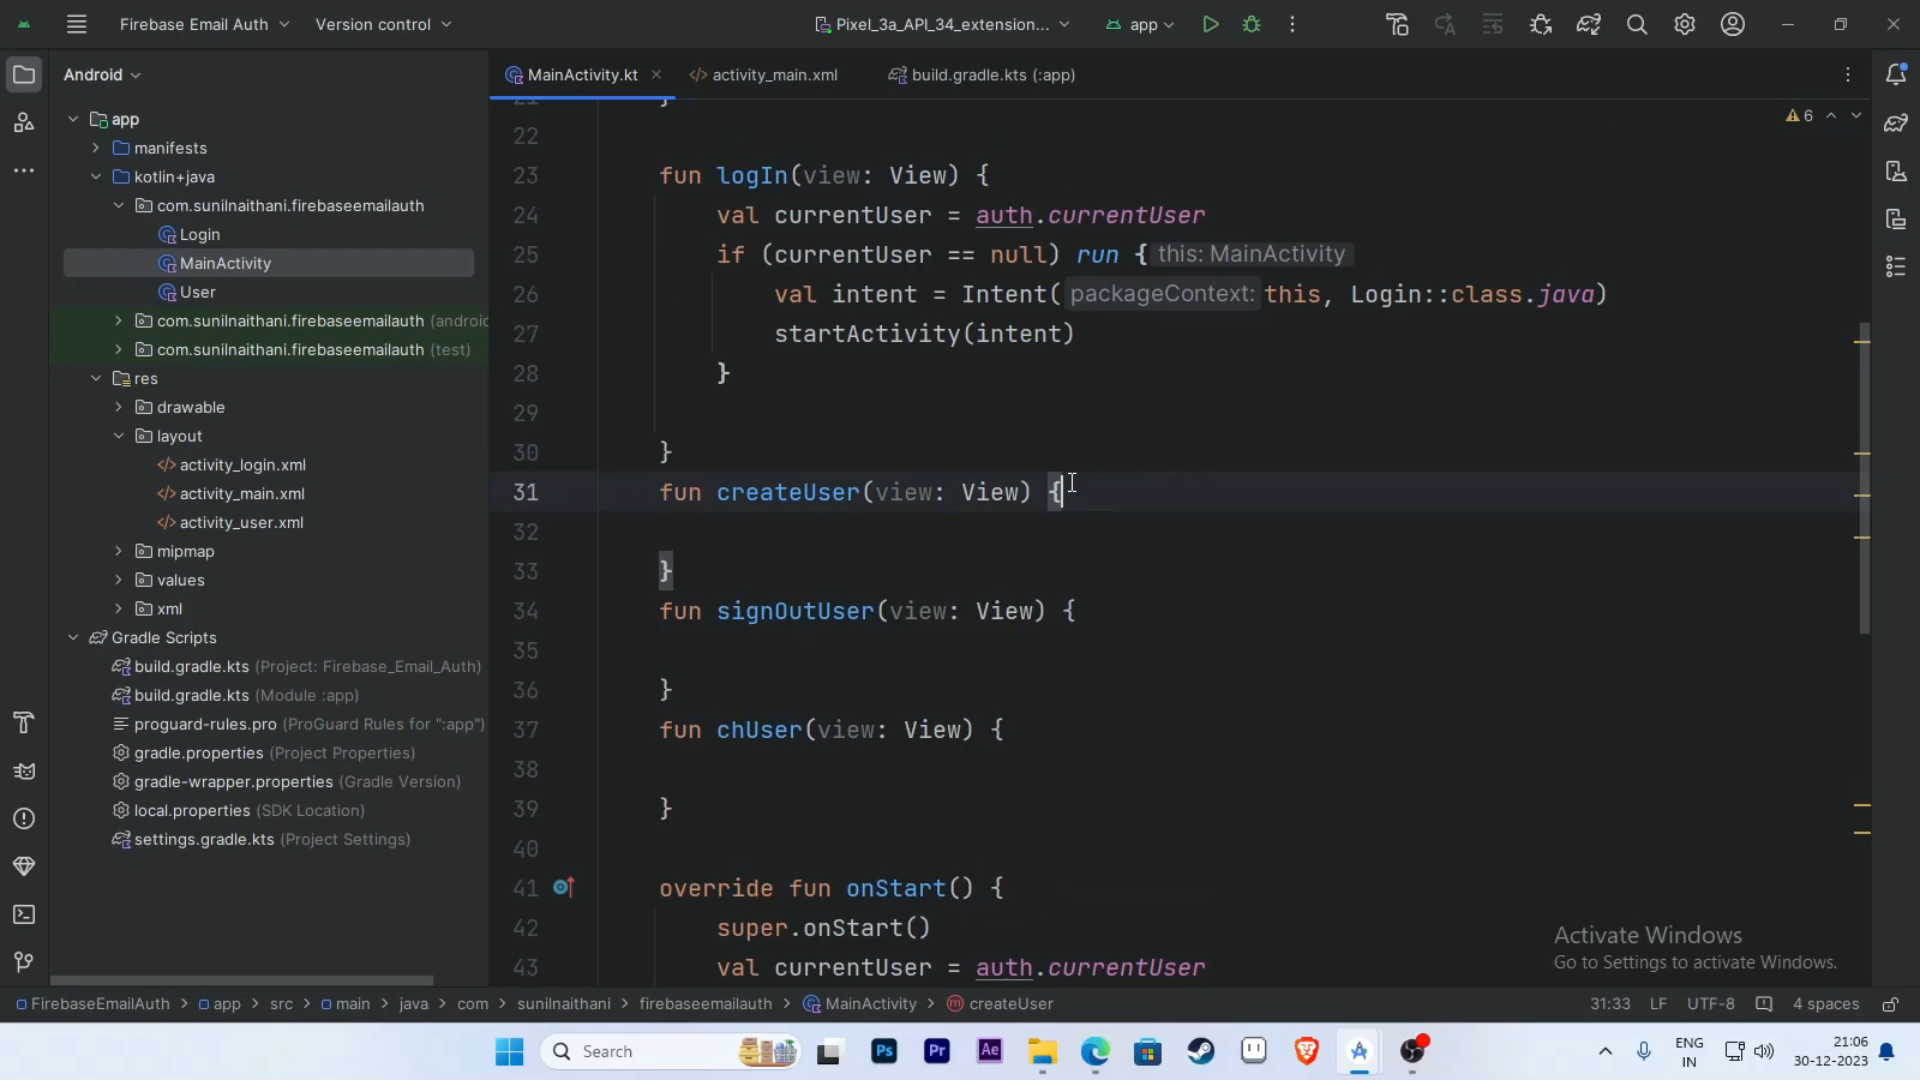 Firebase Email Auth
Version control
Pixel_3a_API_34_extension...
app
Android
MainActivity.kt
activity_main.xml
build.gradle.kts (:app)
6
app
manifests
kotlin+java
com.sunilnaithani.firebaseemailauth
Login
MainActivity
User
com.sunilnaithani.firebaseemailauth (androic
com.sunilnaithani.firebaseemailauth (test)
res
drawable
layout
activity_login.xml
activity_main.xml
activity_user.xml
mipmap
values
xml
Gradle Scripts
build.gradle.kts (Project: Firebase_Email_Auth)
build.gradle.kts (Module :app)
proguard-rules.pro (ProGuard Rules for ":app")
gradle.properties (Project Properties)
gradle-wrapper.properties (Gradle Version)
local.properties (SDK Location)
settings.gradle.kts (Project Settings)
21 }
22
23 fun logIn(view: View) {
24 val currentUser = auth.currentUser
25 if (currentUser == null) run { this: MainActivity
26 val intent = Intent( packageContext: this, Login::class.java)
27 startActivity(intent)
28 }
29
30 }
31 fun createUser(view: View) {
32
33 }
34 fun signOutUser(view: View) {
35
36 }
37 fun chUser(view: View) {
38
39 }
40
41 override fun onStart() {
42 super.onStart()
43 val currentUser = auth.currentUser
Activate Windows
Go to Settings to activate Windows.
FirebaseEmailAuth > app > src > main > java > com > sunilnaithani > firebaseemailauth > MainActivity > createUser
31:33 LF UTF-8 4 spaces
Search
Ps
Pr
Ae
ENG
IN
21:06
30-12-2023